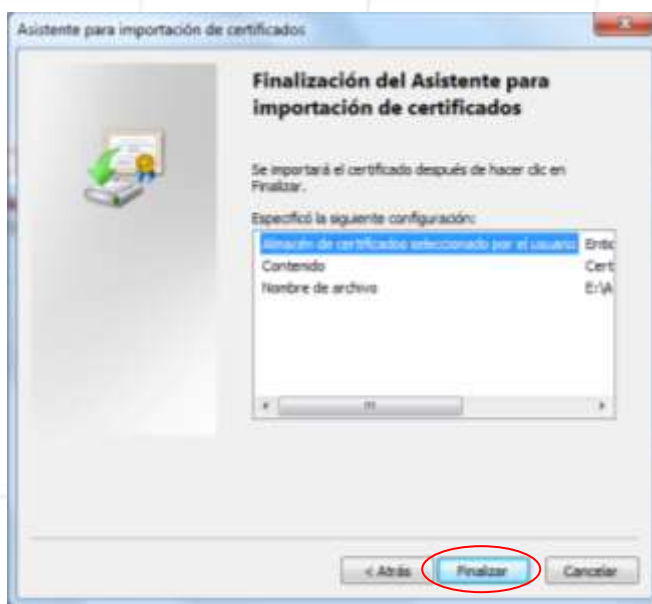 Asistente para importación de certificados
Finalización del Asistente para
importación de certificados
Se importará el certificado después de hacer clic en
Finalizar.
Especificó la siguiente configuración:
Almacén de certificados seleccionado por el usuario Entid
Contenido Cert
Nombre de archivo E:\A
< Atrás Finalizar Cancelar